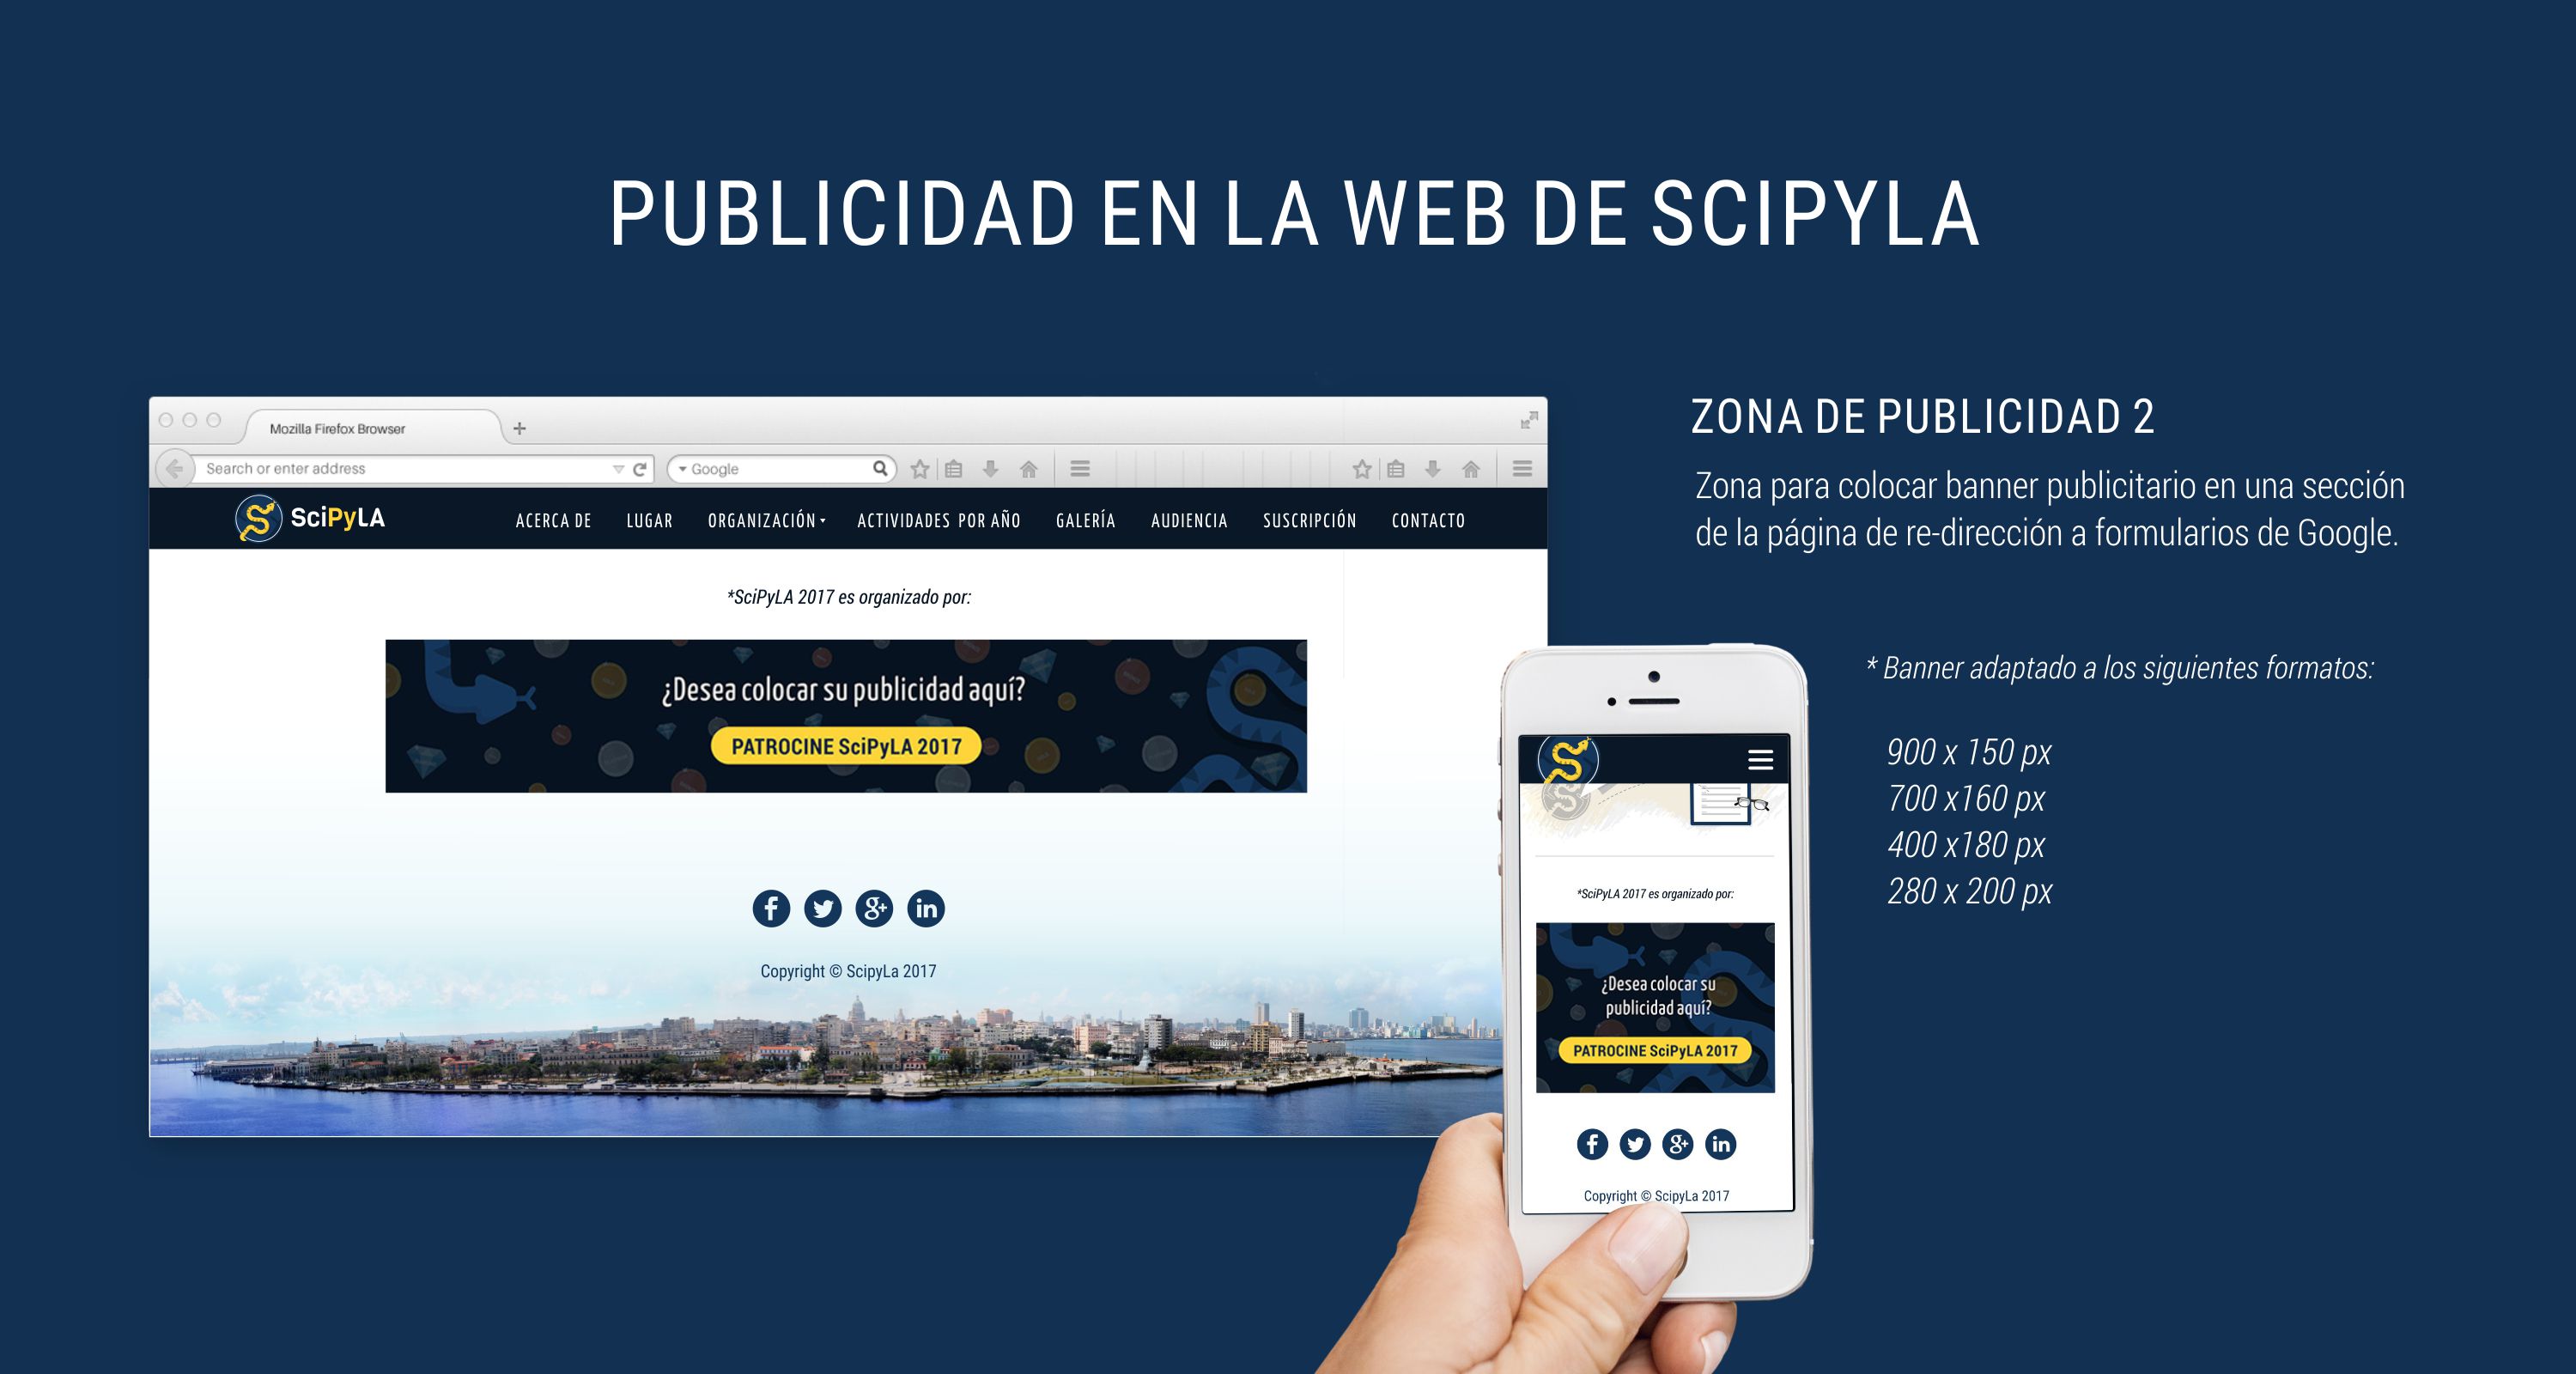 PUBLICIDAD EN LA WEB DE SCIPYLA
Mozilla Firefox Browser
Search or enter address
Google
SciPyLA
ACERCA DE
LUGAR
ORGANIZACIÓN
ACTIVIDADES POR AÑO
GALERÍA
AUDIENCIA
SUSCRIPCIÓN
CONTACTO
*SciPyLA 2017 es organizado por:
¿Desea colocar su publicidad aquí?
PATROCINE SciPyLA 2017
Copyright © ScipyLa 2017
ZONA DE PUBLICIDAD 2
Zona para colocar banner publicitario en una sección
de la página de re-dirección a formularios de Google.
* Banner adaptado a los siguientes formatos:
900 x 150 px
700 x160 px
400 x180 px
280 x 200 px
*SciPyLA 2017 es organizado por:
¿Desea colocar su
publicidad aquí?
PATROCINE SciPyLA 2017
Copyright © ScipyLa 2017